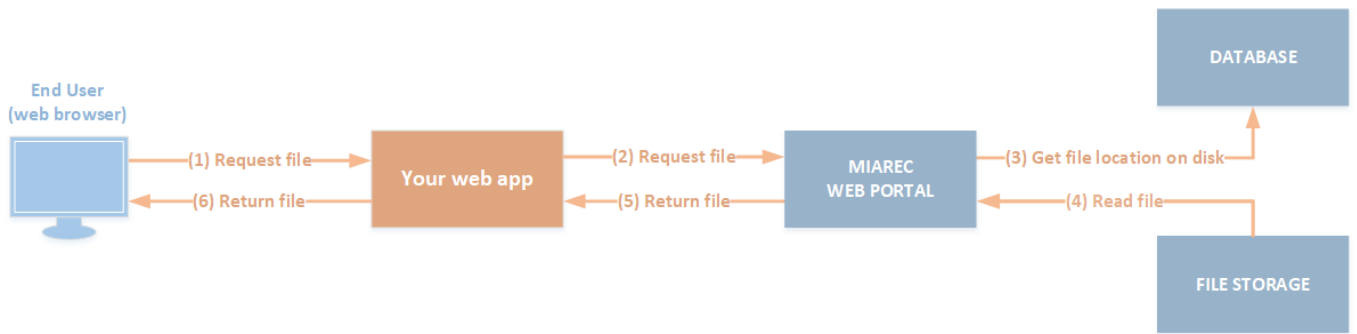 DATABASE
End User
(web browser)
(1) Request file
(2) Request file
(3) Get file location on disk
Your web app
MIAREC
WEB PORTAL
(6) Return file
(5) Return file
(4) Read file
FILE STORAGE